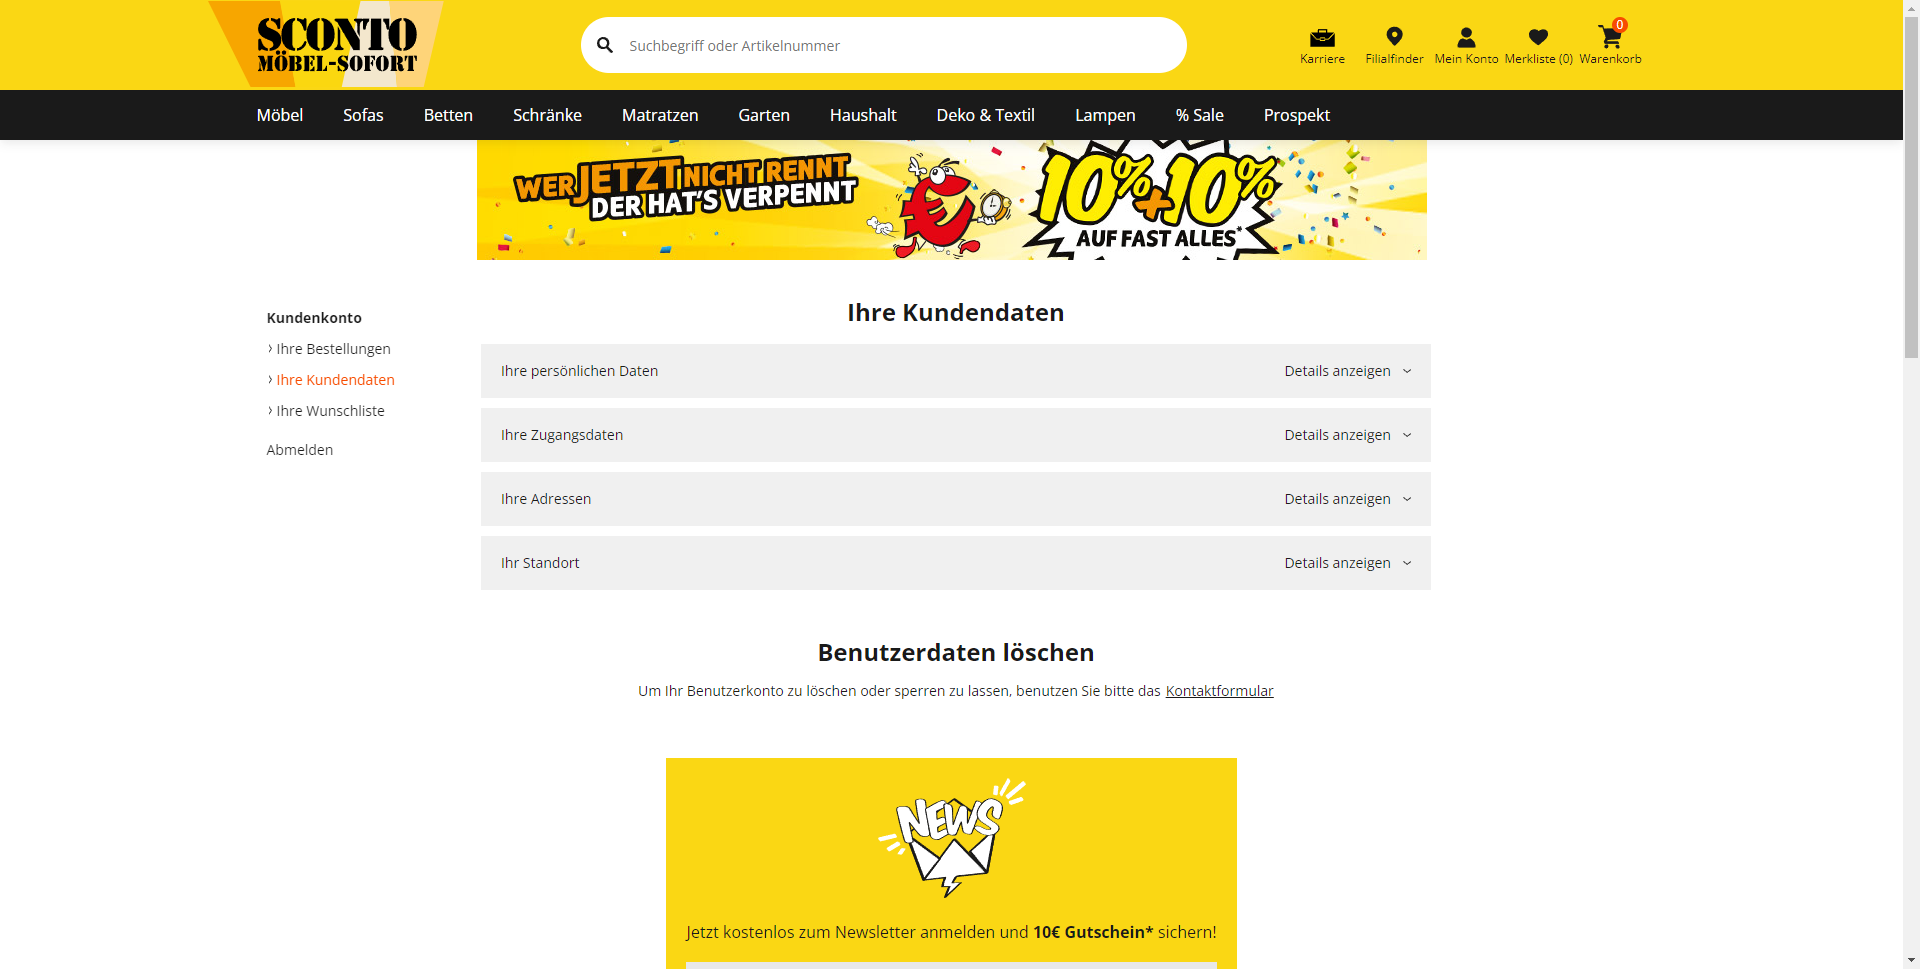 SCONTO
MÖBEL-SOFORT
Suchbegriff oder Artikelnummer
Karriere
Filialfinder
Mein Konto
Merkliste (0)
0
Warenkorb
Möbel
Sofas
Betten
Schränke
Matratzen
Garten
Haushalt
Deko & Textil
Lampen
% Sale
Prospekt
WER JETZT NICHT RENNT
DER HAT'S VERPENNT
10%+10%
AUF FAST ALLES*
Kundenkonto
› Ihre Bestellungen
› Ihre Kundendaten
› Ihre Wunschliste
Abmelden
Ihre Kundendaten
Ihre persönlichen Daten Details anzeigen
Ihre Zugangsdaten Details anzeigen
Ihre Adressen Details anzeigen
Ihr Standort Details anzeigen
Benutzerdaten löschen
Um Ihr Benutzerkonto zu löschen oder sperren zu lassen, benutzen Sie bitte das Kontaktformular
NEWS
Jetzt kostenlos zum Newsletter anmelden und 10€ Gutschein* sichern!